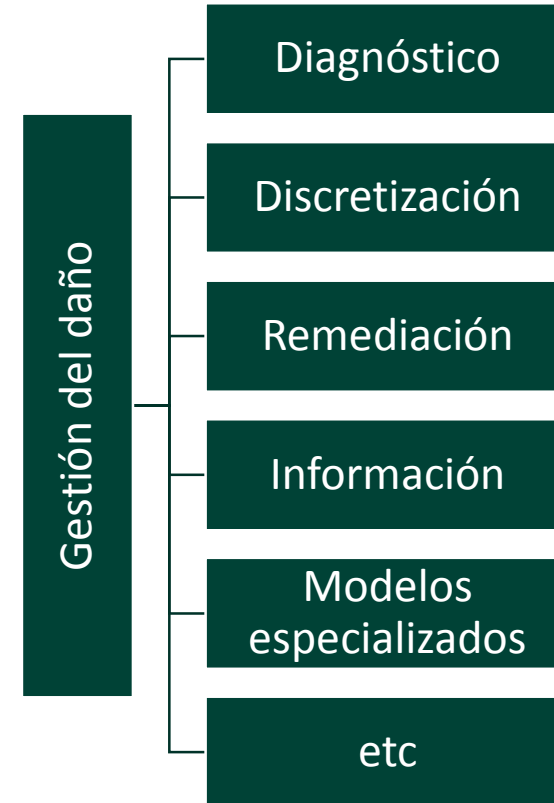 Gestión del daño
Diagnóstico
Discretización
Remediación
Información
Modelos
especializados
etc